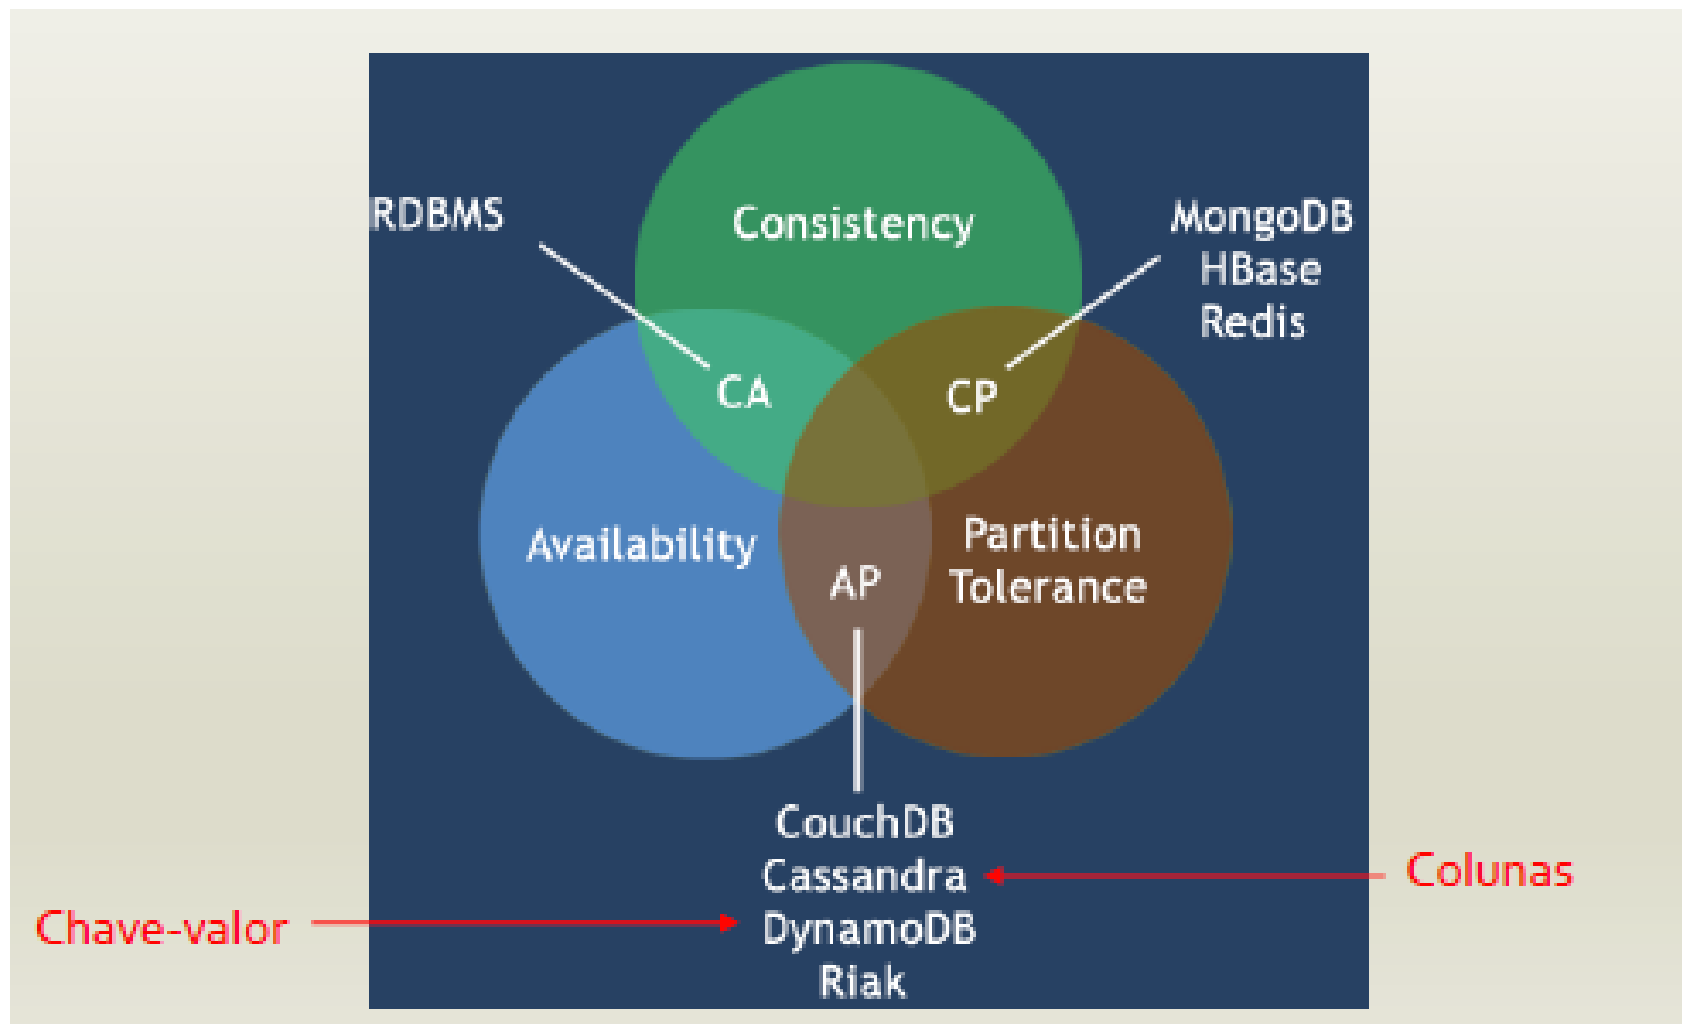 RDBMS
Consistency
MongoDB
HBase
Redis
CA
CP
Availability
Partition
Tolerance
AP
CouchDB
Cassandra
Colunas
Chave-valor
DynamoDB
Riak